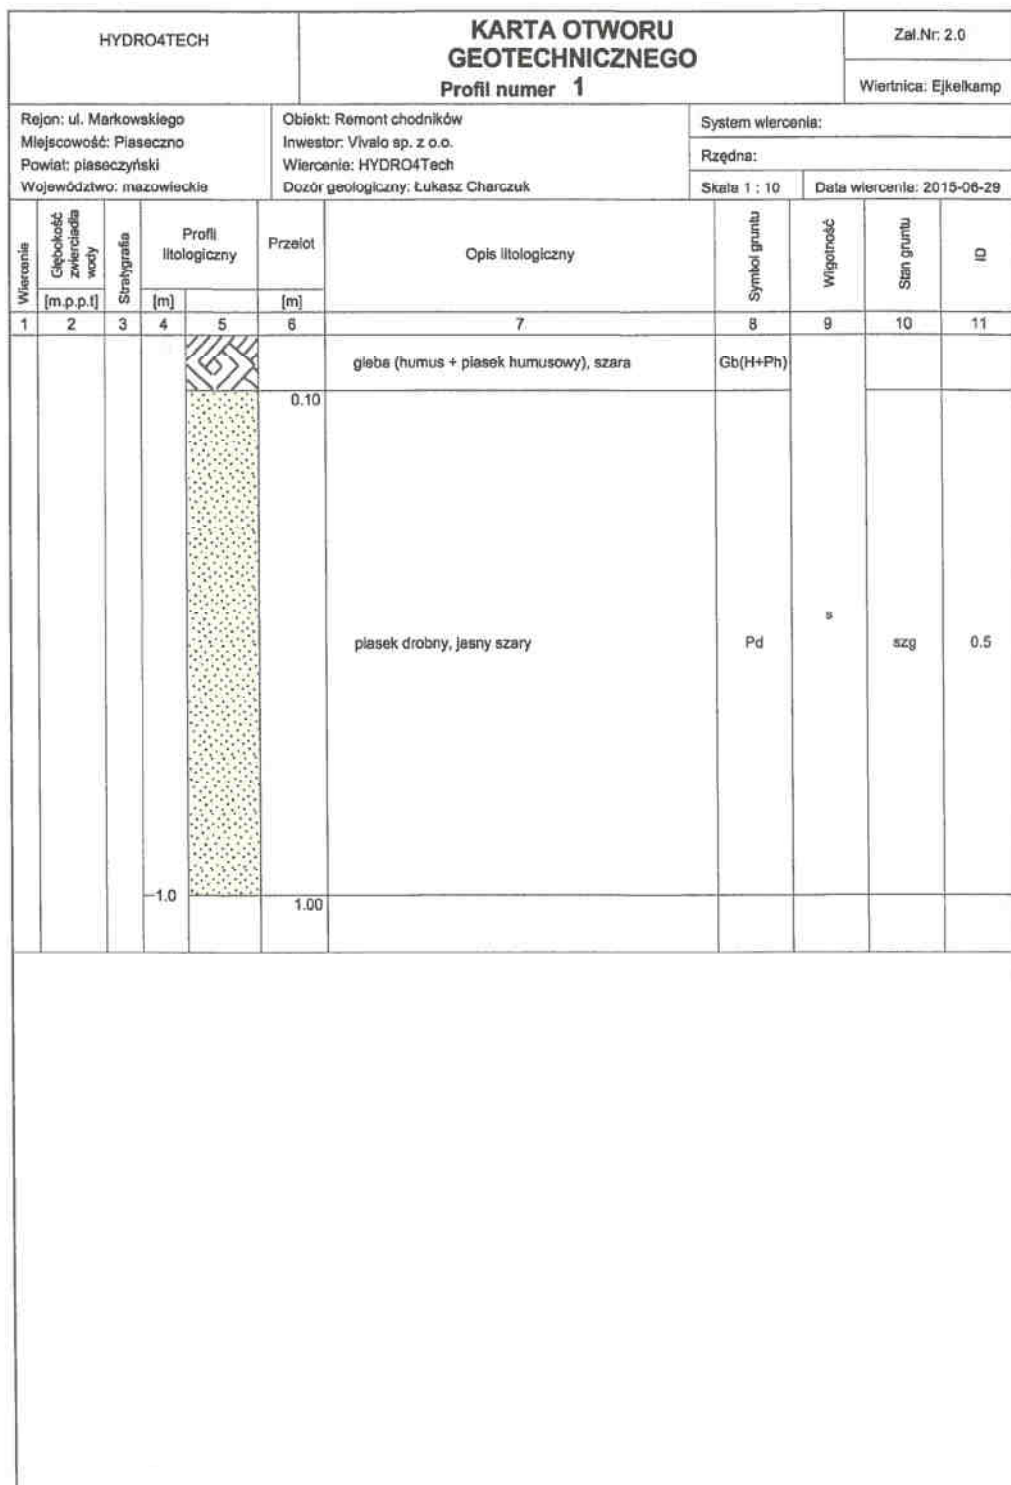 HYDRO4TECH
KARTA OTWORU
GEOTECHNICZNEGO
Profil numer 1
Zał.Nr: 2.0
Wiertnica: Ejkelkamp
Rejon: ul. Markowskiego
Miejscowość: Piaseczno
Powiat: piaseczyński
Województwo: mazowieckie
Obiekt: Remont chodników
Inwestor: Vivalo sp. z o.o.
Wiercenie: HYDRO4Tech
Dozór geologiczny: Łukasz Charczuk
System wiercenia:
Rzędna:
Skala 1 : 10
Data wiercenia: 2015-06-29
Wiercenie
Głębokość zwierciadła wody
[m.p.p.t]
Stratygrafia
Profil litologiczny
[m]
Przelot
[m]
Opis litologiczny
Symbol gruntu
Wilgotność
Stan gruntu
ID
1 2 3 4 5 6 7 8 9 10 11
gleba (humus + piasek humusowy), szara
Gb(H+Ph)
0.10
piasek drobny, jasny szary
Pd
s
szg
0.5
1.0
1.00